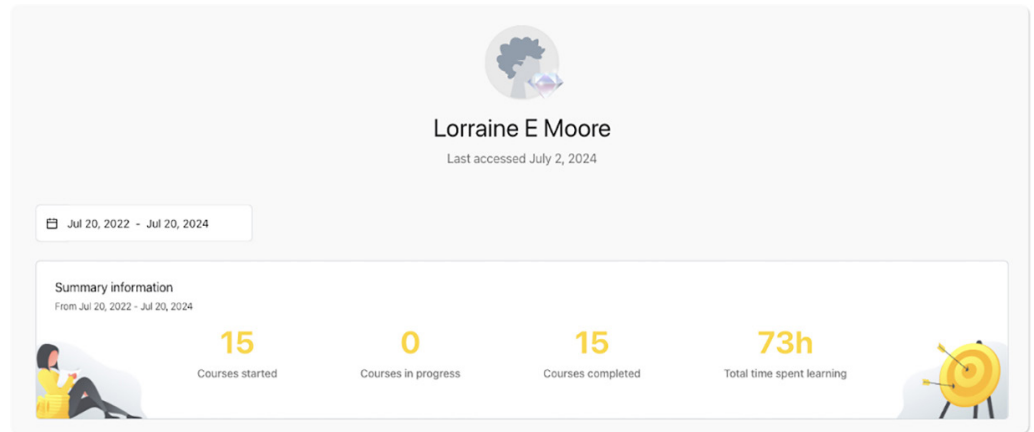 Lorraine E Moore
Last accessed July 2, 2024
Jul 20, 2022 - Jul 20, 2024
Summary information
From Jul 20, 2022 - Jul 20, 2024
15 0 15 73h
Courses started Courses in progress Courses completed Total time spent learning